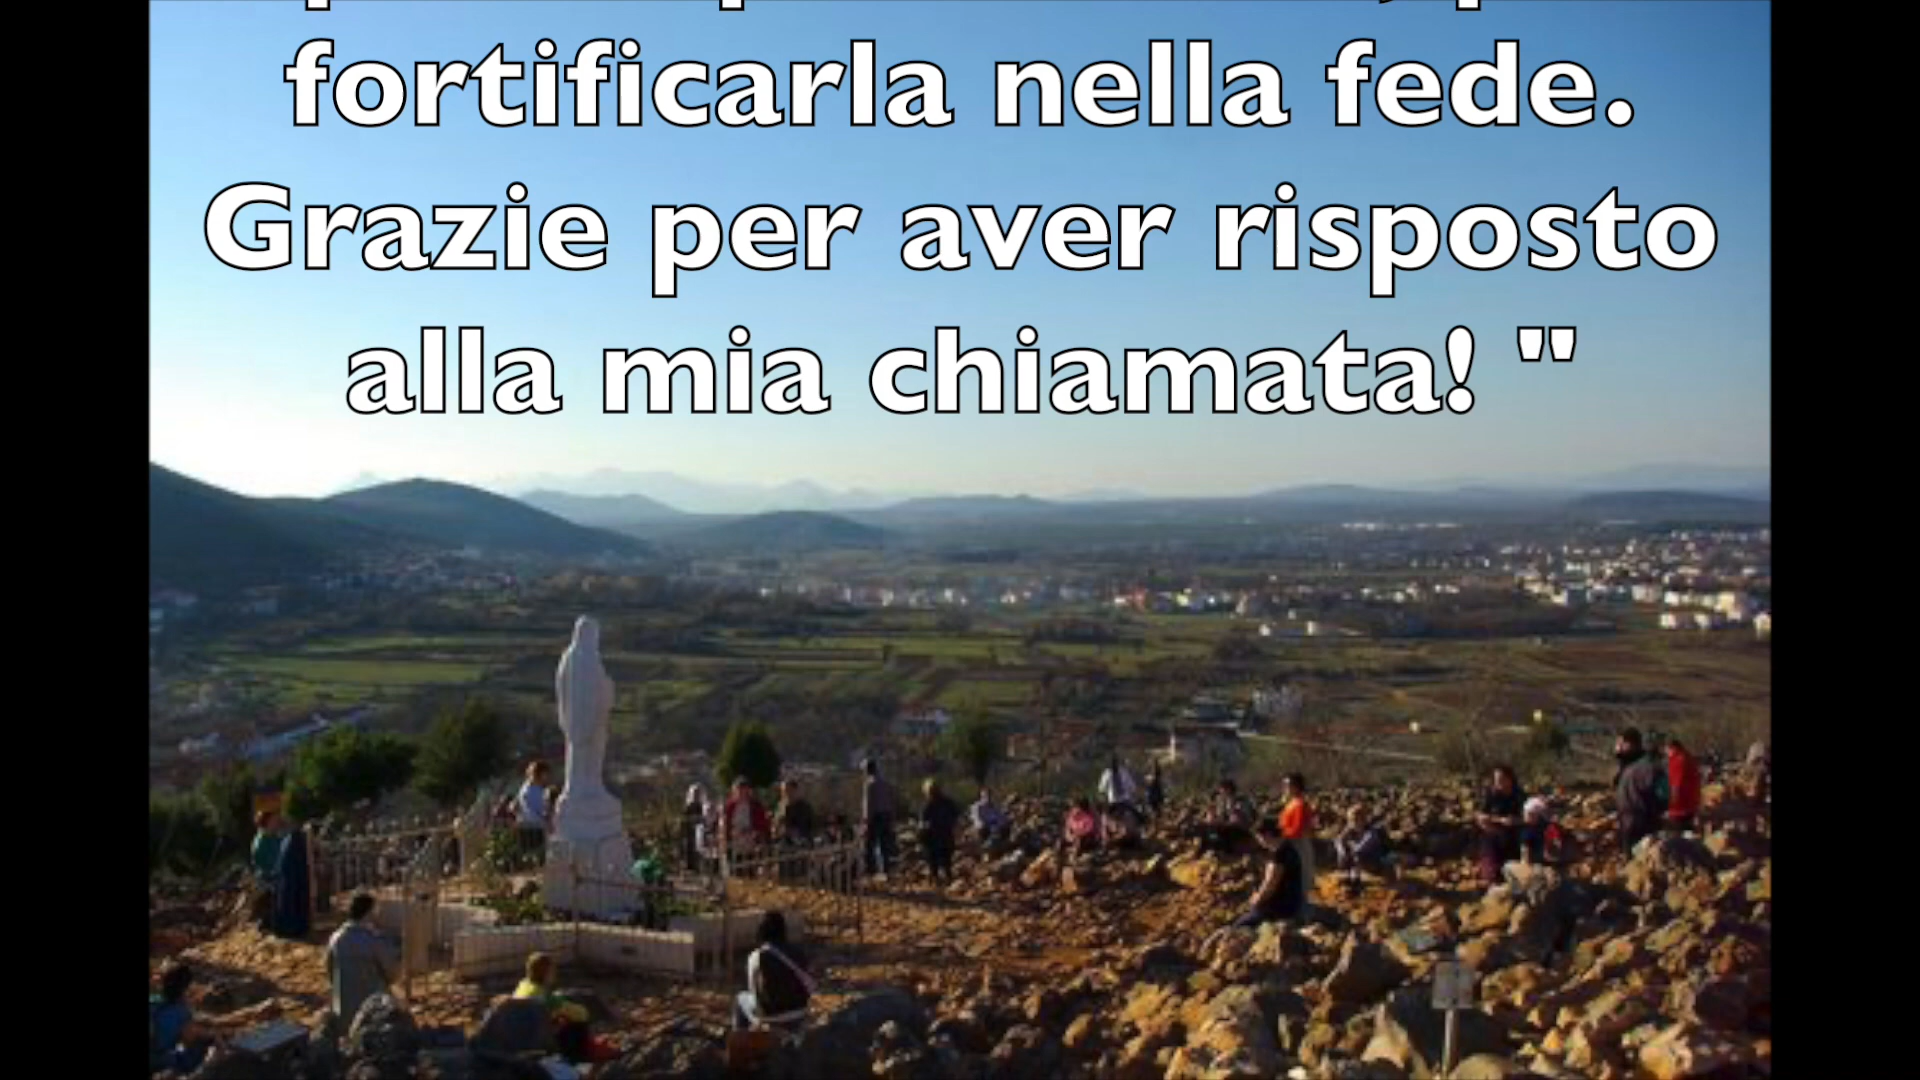 fortificarla nella fede.
Grazie per aver risposto
alla mia chiamata! "